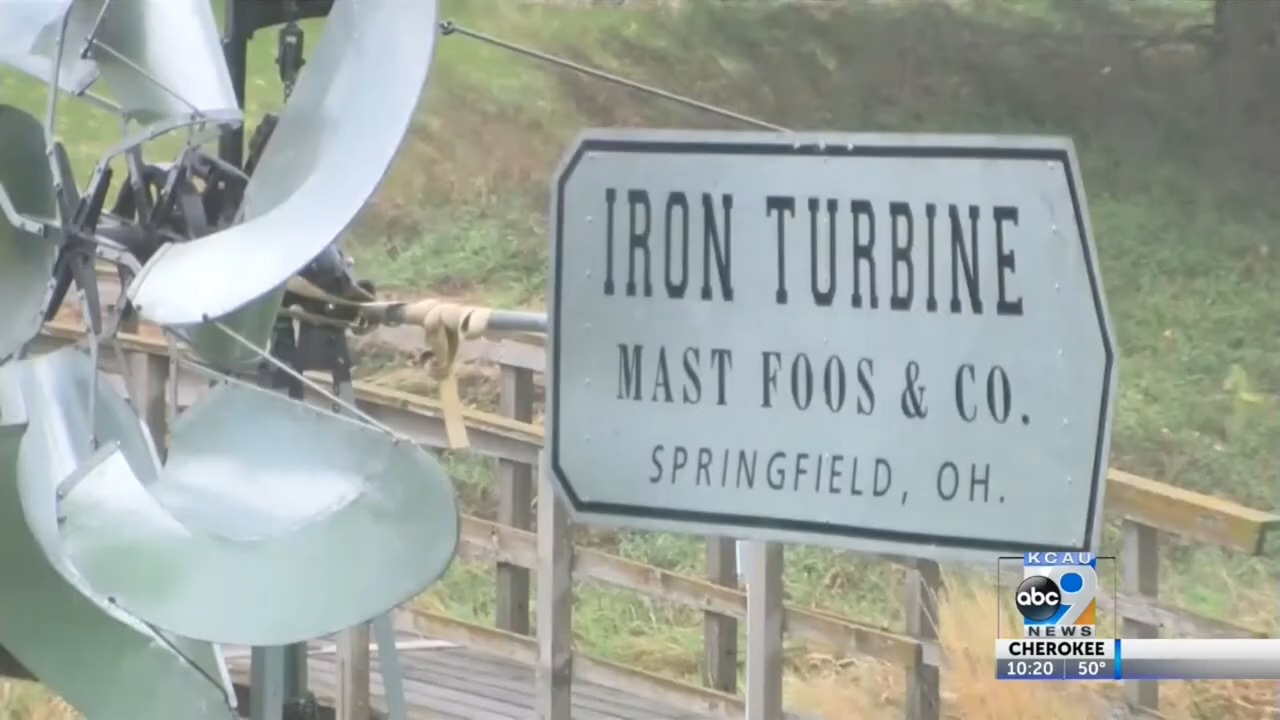 IRON TURBINE
MAST FOOS & CO.
SPRINGFIELD, OH.
KCAU
abc 9
NEWS
CHEROKEE
10:20 50°